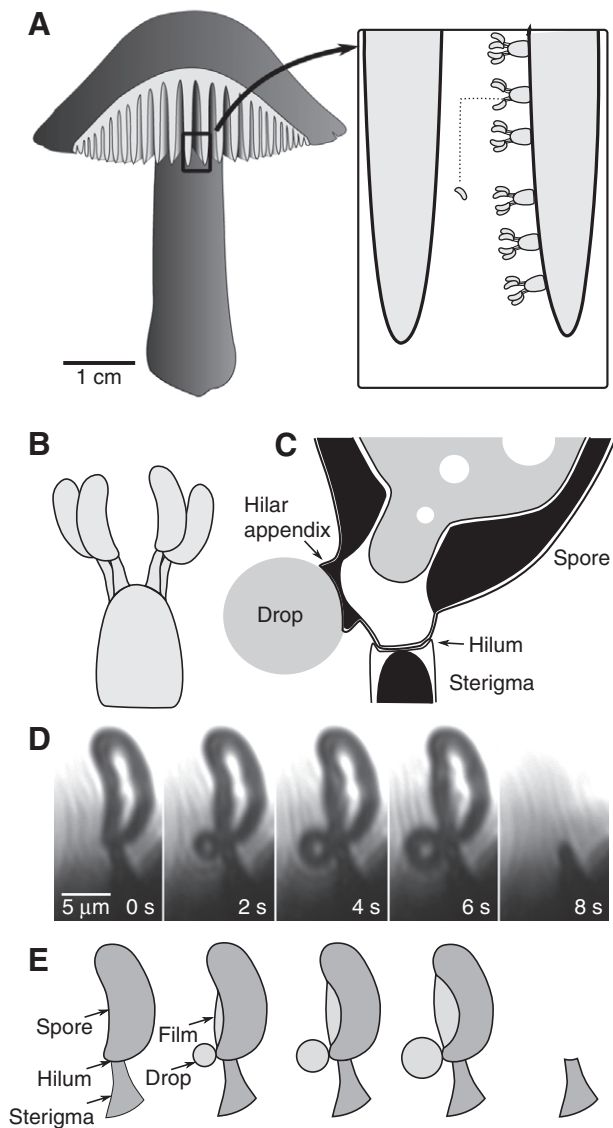 A
1 cm
B
C
Hilar
appendix
Drop
Spore
Hilum
Sterigma
D
5 μm
0 s
2 s
4 s
6 s
8 s
E
Spore
Film
Hilum
Drop
Sterigma